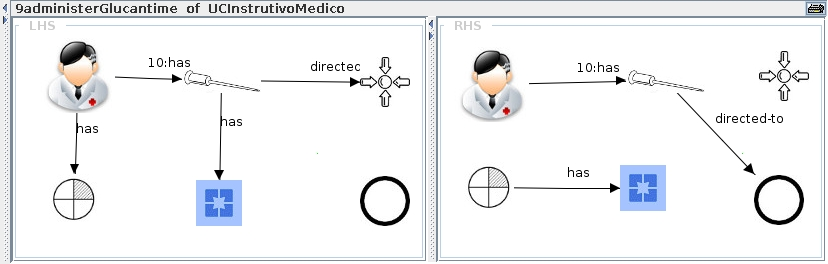 9administerGlucantime of UCInstrutivoMedico
LHS
10:has
directec
has
has
RHS
10:has
directed-to
has